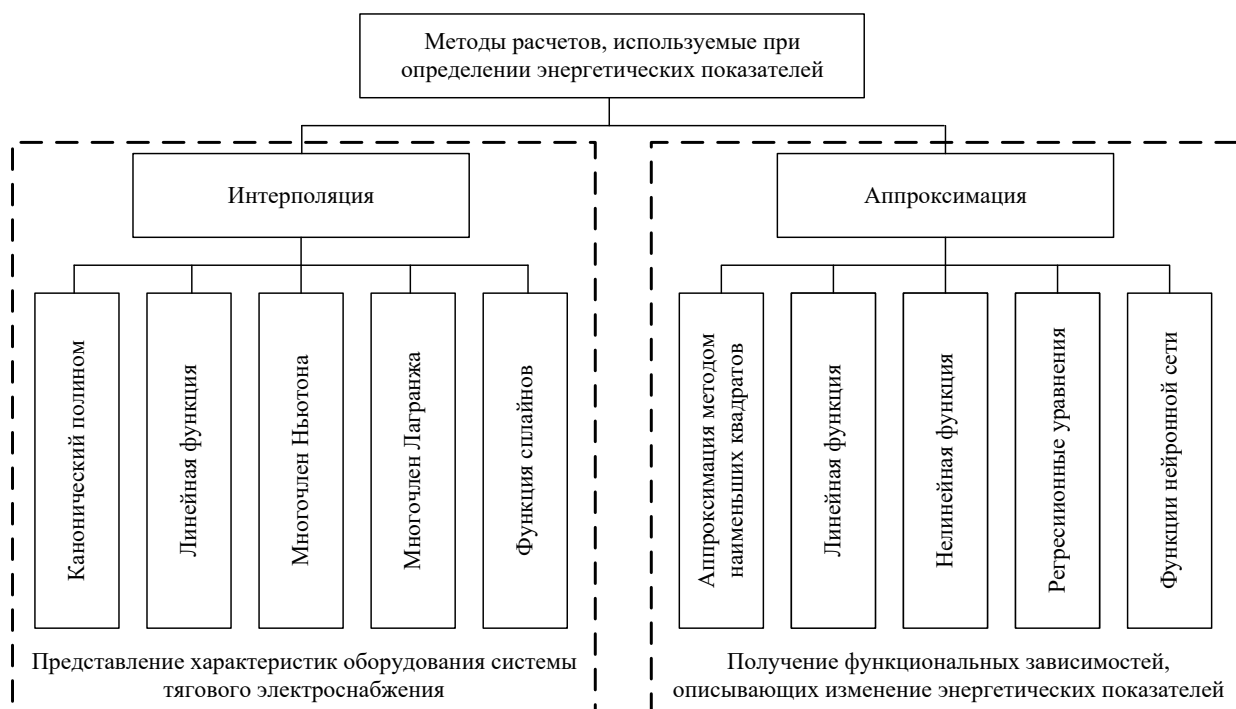 Методы расчетов, используемые при
определении энергетических показателей
Интерполяция
Аппроксимация
Канонический полином
Линейная функция
Многочлен Ньютона
Многочлен Лагранжа
Функция сплайнов
Аппроксимация методом
наименьших квадратов
Линейная функция
Нелинейная функция
Регресионные уравнения
Функции нейронной сети
Представление характеристик оборудования системы
тягового электроснабжения
Получение функциональных зависимостей,
описывающих изменение энергетических показателей